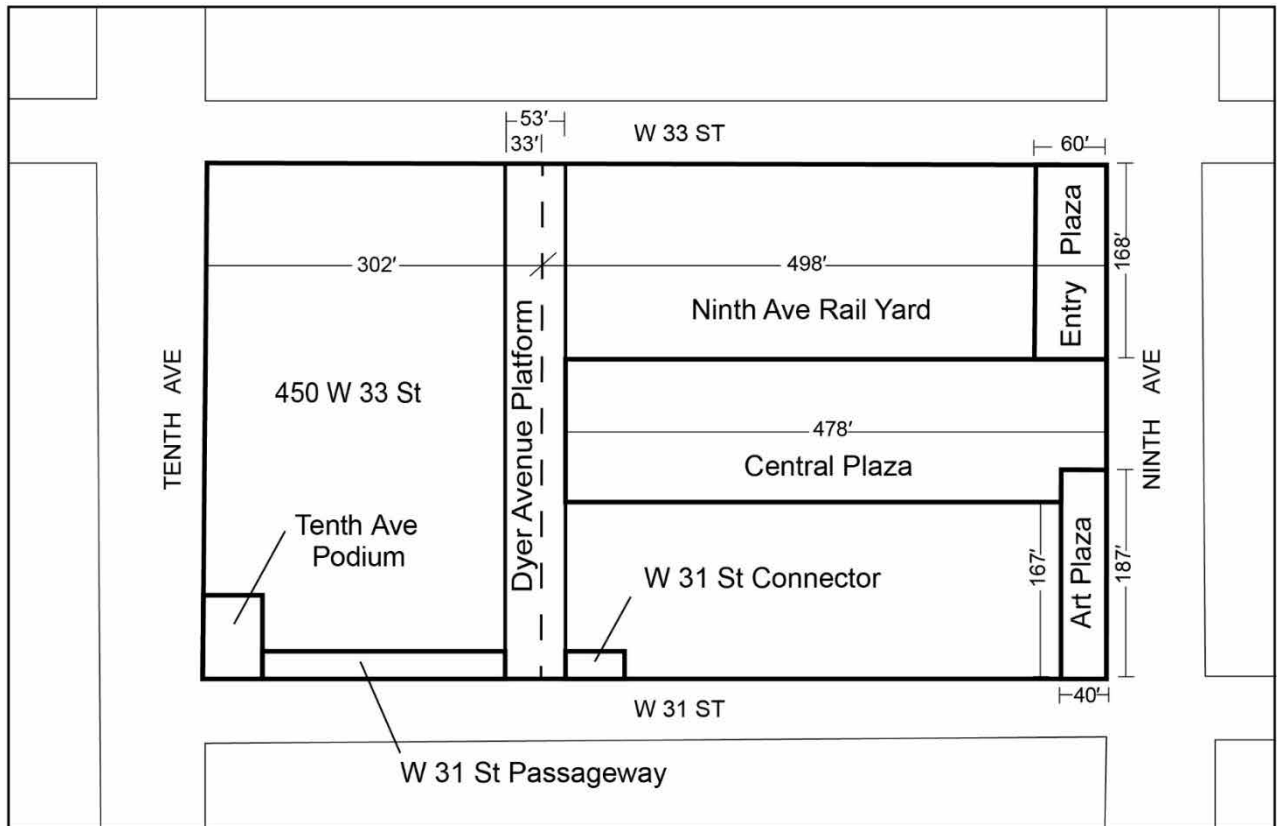 53′
33′
W 33 ST
60′
Entry Plaza
168′
302′
498′
Ninth Ave Rail Yard
Dyer Avenue Platform
TENTH AVE
450 W 33 St
NINTH AVE
478′
Central Plaza
Tenth Ave
Podium
W 31 St Connector
167′
Art Plaza
187′
40′
W 31 ST
W 31 St Passageway